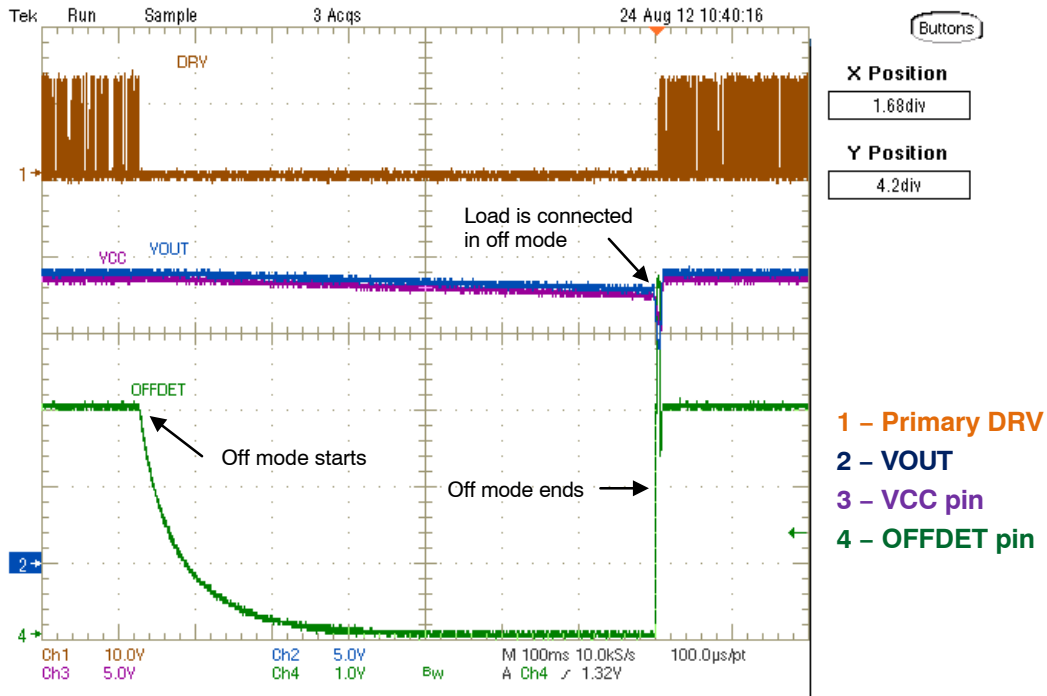 Tek Run Sample 3 Acqs 24 Aug 12 10:40:16
Buttons
X Position
1.68div
Y Position
4.2div
DRV
1
Load is connected
in off mode
VCC VOUT
OFFDET
Off mode starts
Off mode ends
1 – Primary DRV
2 – VOUT
3 – VCC pin
4 – OFFDET pin
2
4
Ch1 10.0V Ch2 5.0V M 100ms 10.0kS/s 100.0µs/pt
Ch3 5.0V Ch4 1.0V BW A Ch4 / 1.32V